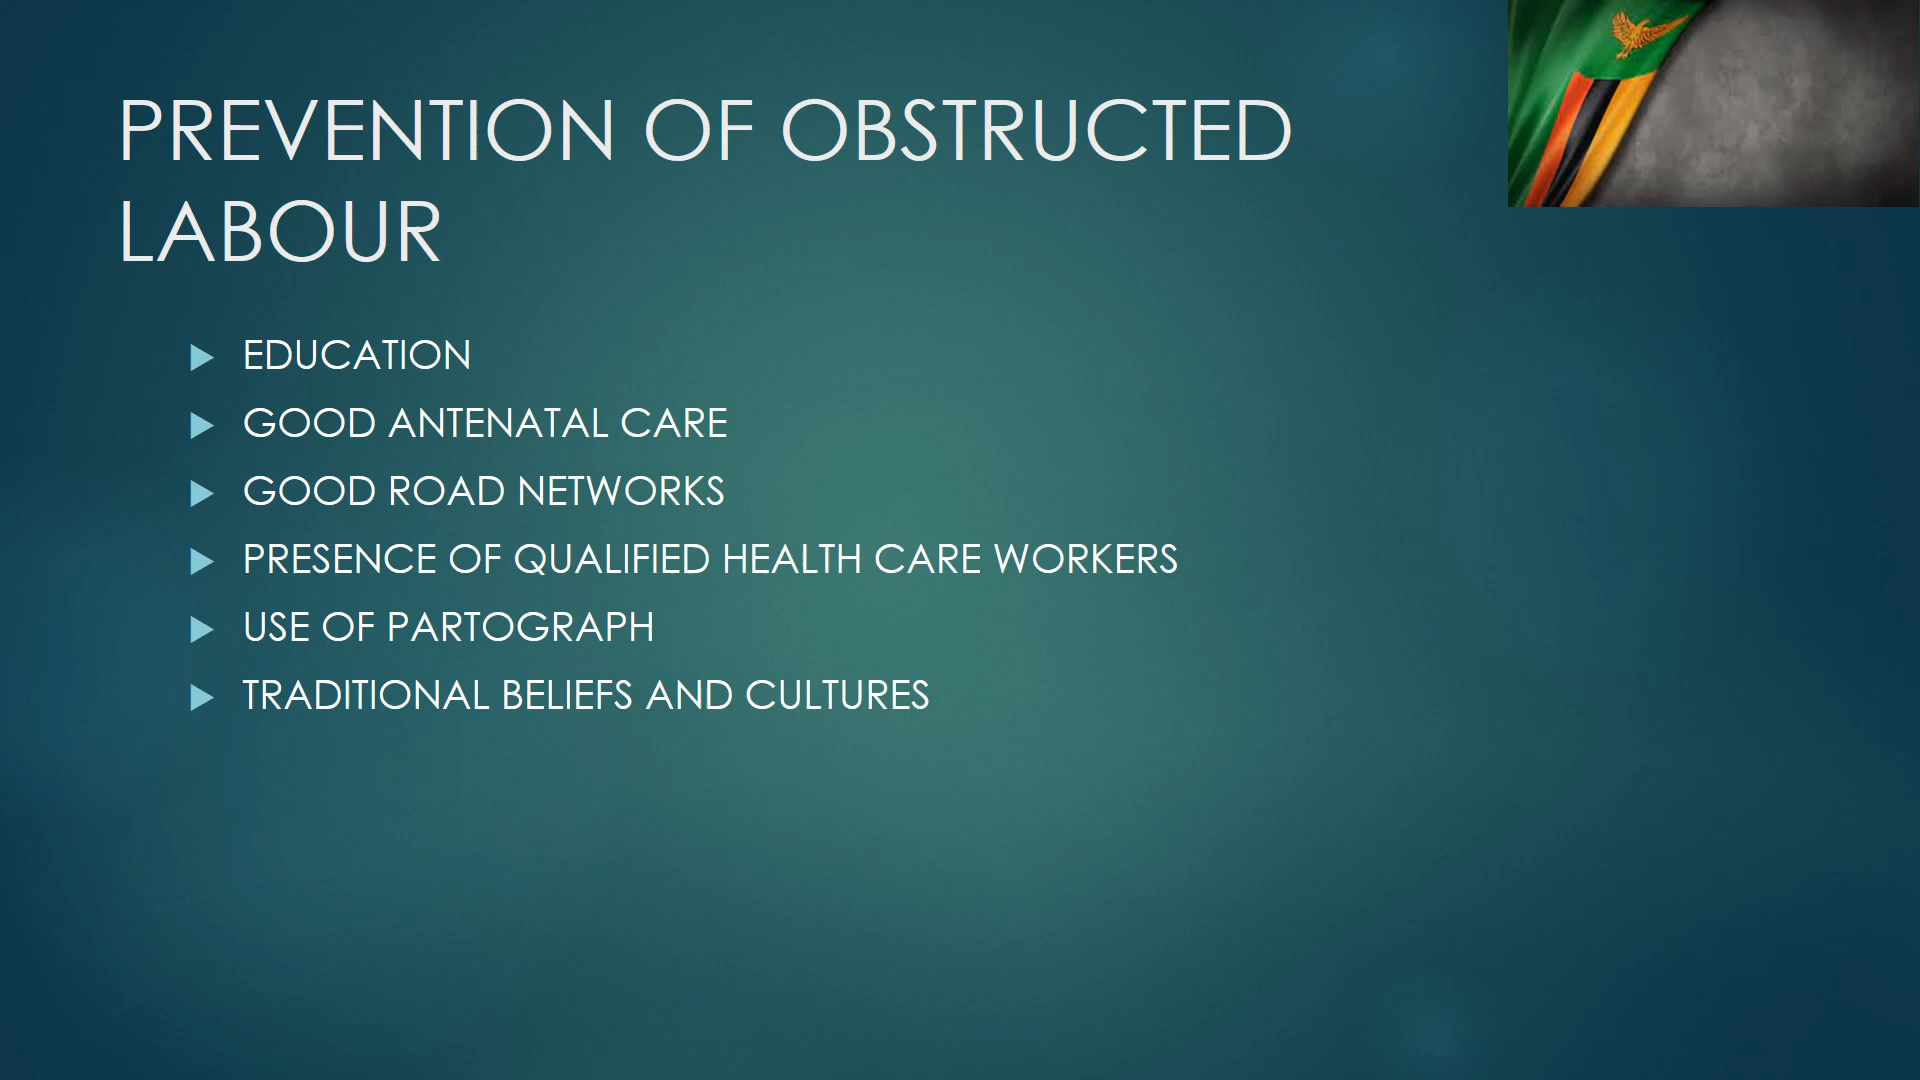 PREVENTION OF OBSTRUCTED
LABOUR
EDUCATION
GOOD ANTENATAL CARE
GOOD ROAD NETWORKS
PRESENCE OF QUALIFIED HEALTH CARE WORKERS
USE OF PARTOGRAPH
TRADITIONAL BELIEFS AND CULTURES